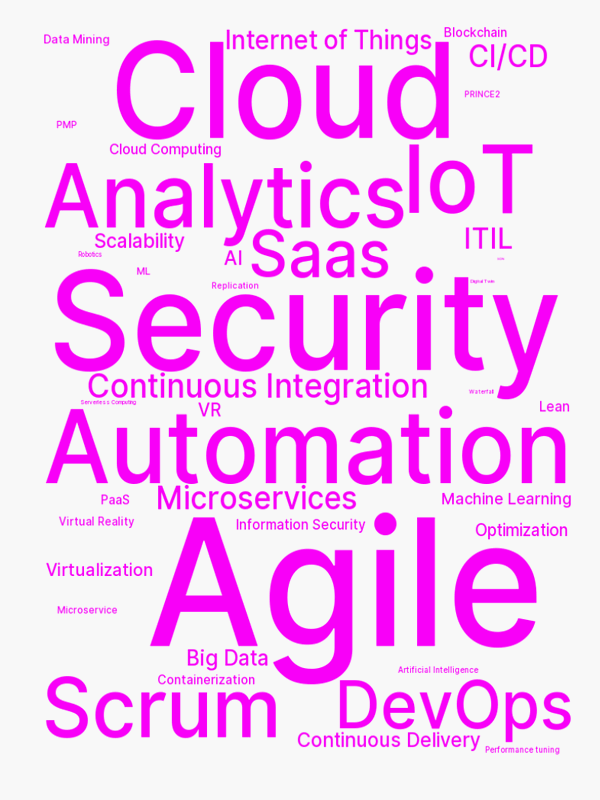 Data Mining
Internet of Things
Blockchain
Cloud
CI/CD
PRINCE2
PMP
Cloud Computing
IoT
Analytics
Scalability
Saas
ITIL
Robotics
AI
ML
Replication
Digital Twin
Security
Continuous Integration
Waterfall
Serverless Computing
VR
Lean
Automation
PaaS
Microservices
Machine Learning
Virtual Reality
Information Security
Optimization
Agile
Virtualization
Microservice
Big Data
Artificial Intelligence
Containerization
Scrum
DevOps
Continuous Delivery
Performance tuning